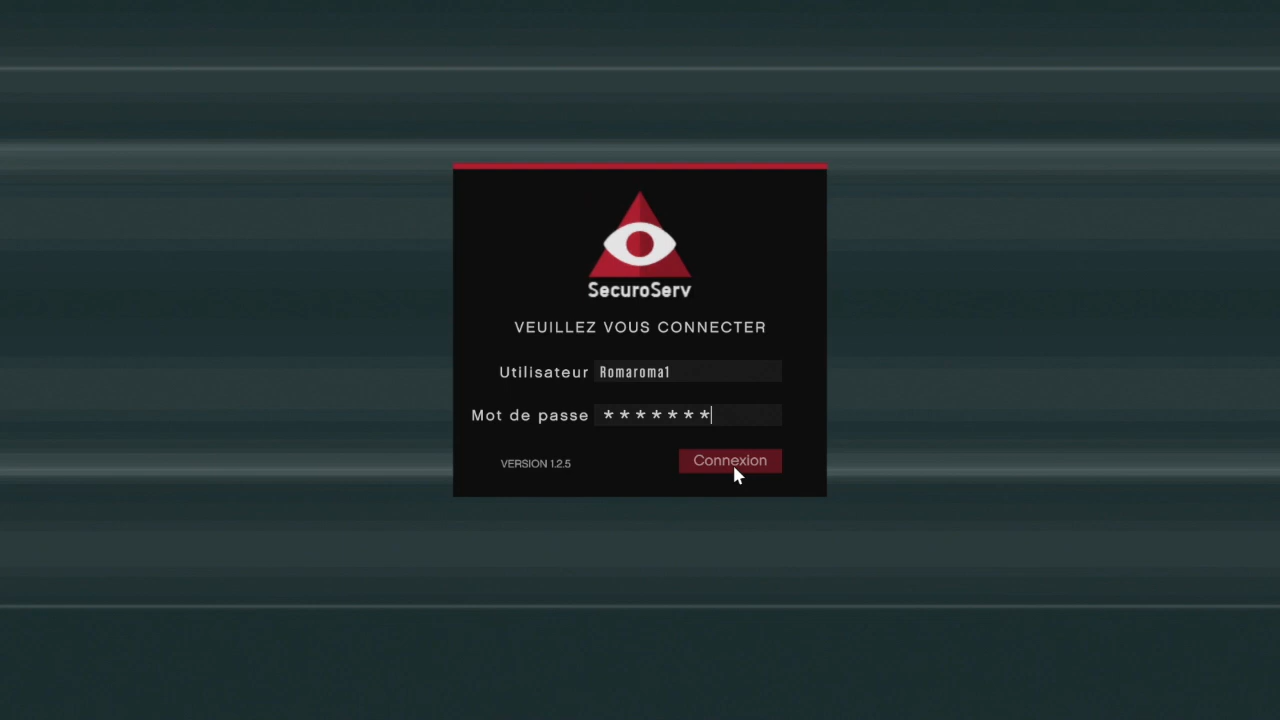 SecuroServ
VEUILLEZ VOUS CONNECTER
Utilisateur Romaroma1
Mot de passe *******
VERSION 1.2.5 Connexion